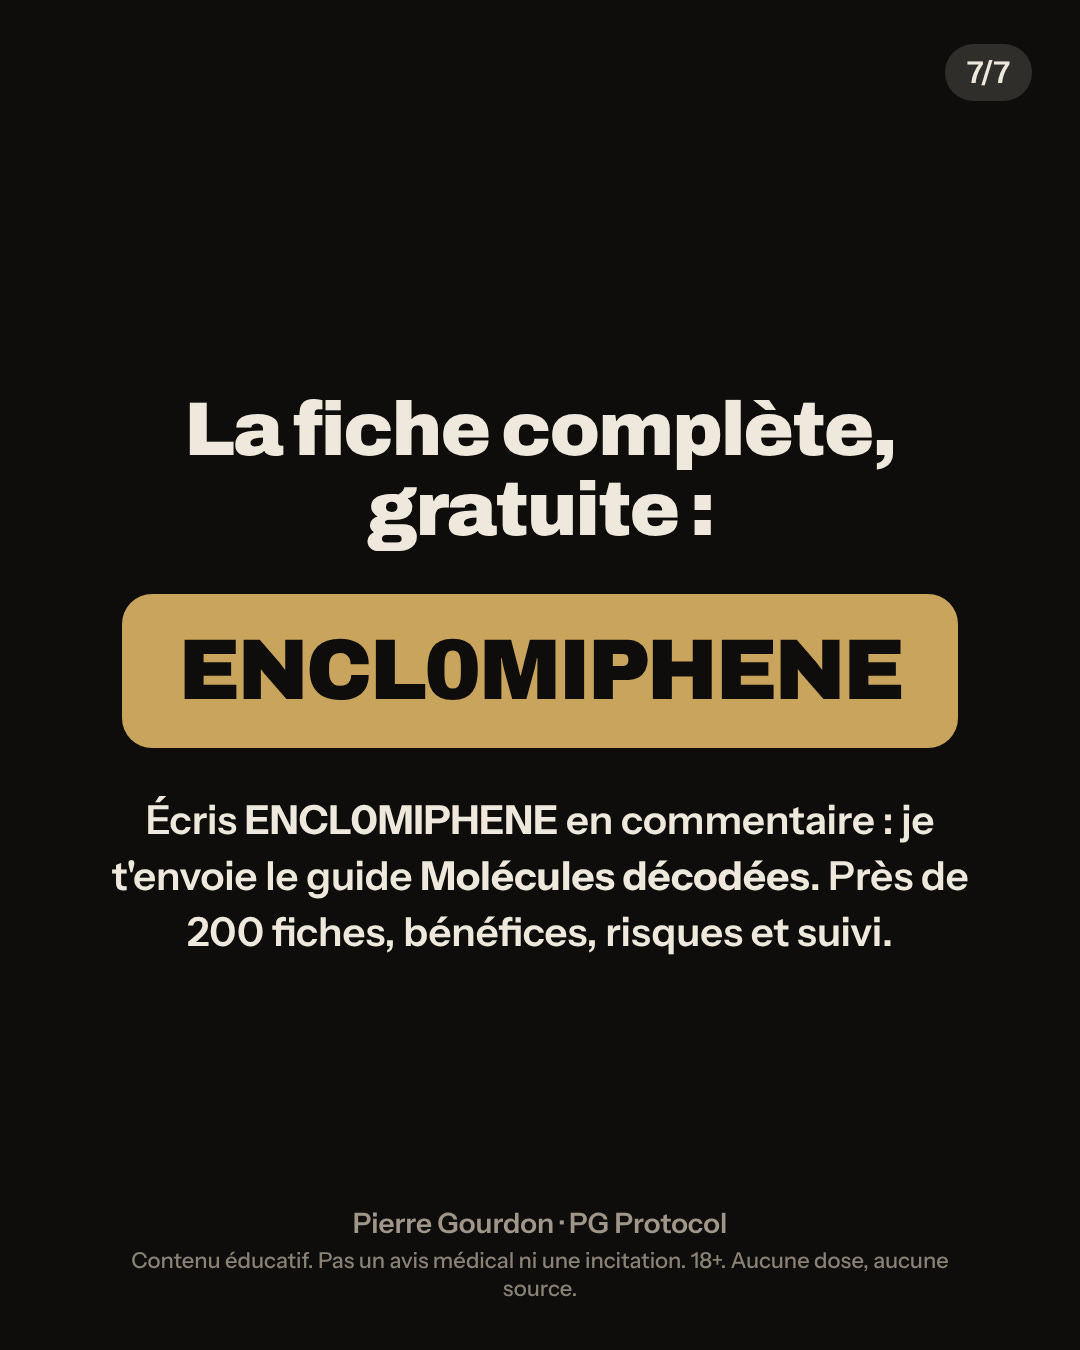 7/7
La fiche complète,
gratuite :
ENCL0MIPHENE
Écris ENCL0MIPHENE en commentaire : je
t'envoie le guide Molécules décodées. Près de
200 fiches, bénéfices, risques et suivi.
Pierre Gourdon · PG Protocol
Contenu éducatif. Pas un avis médical ni une incitation. 18+. Aucune dose, aucune
source.